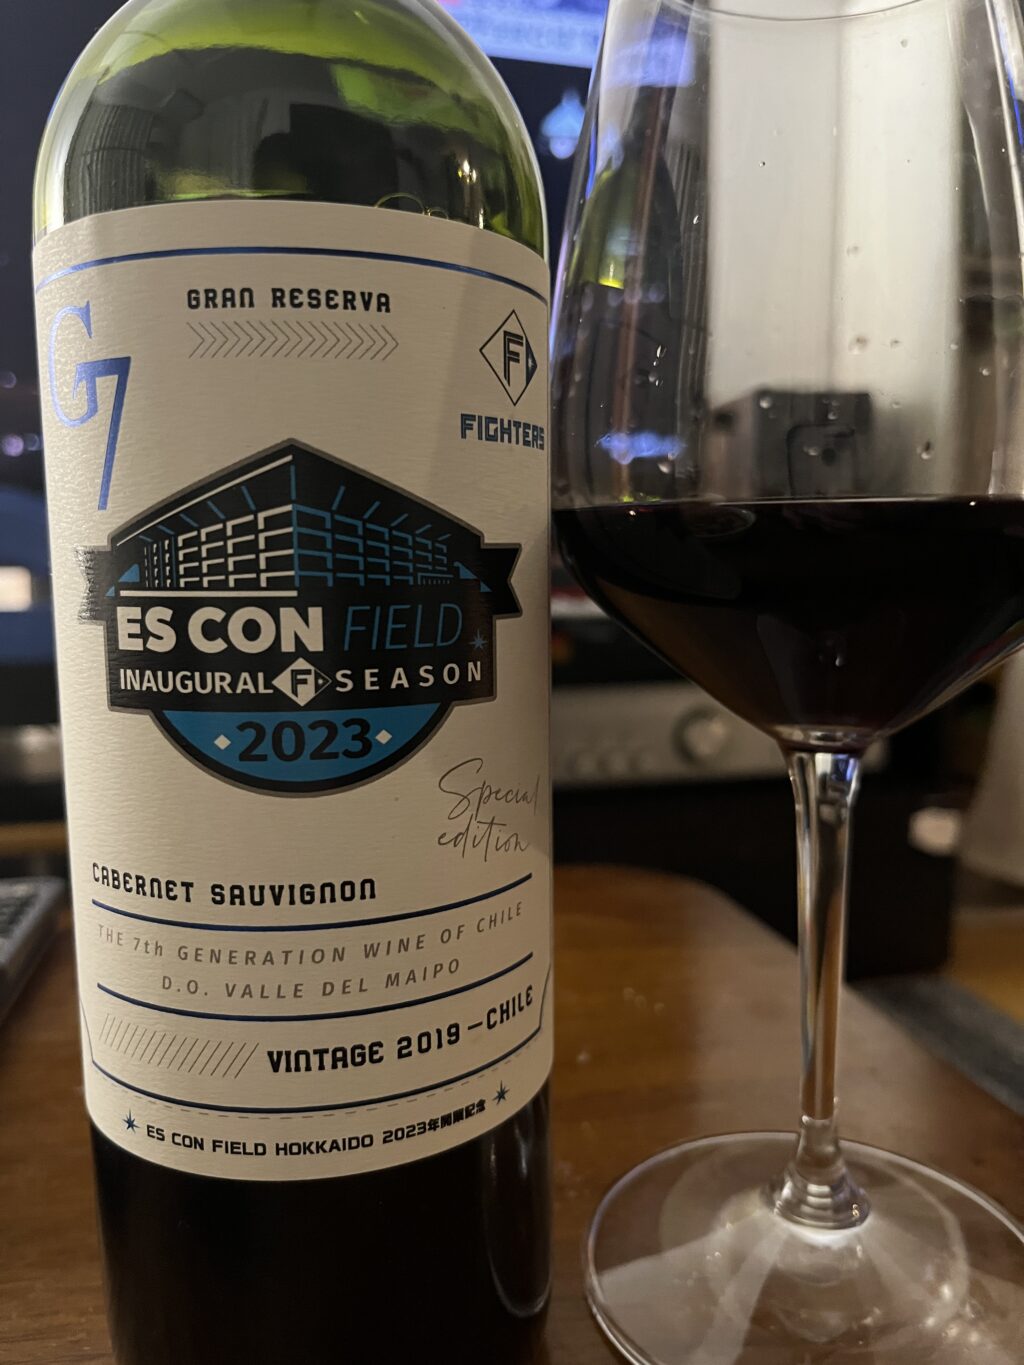 GRAN RESERVA
G7
F
FIGHTERS
ES CON FIELD
INAUGURAL F SEASON
2023
Special
edition
CABERNET SAUVIGNON
THE 7th GENERATION WINE OF CHILE
D.O. VALLE DEL MAIPO
VINTAGE 2019-CHILE
ES CON FIELD HOKKAIDO 2023年開業記念